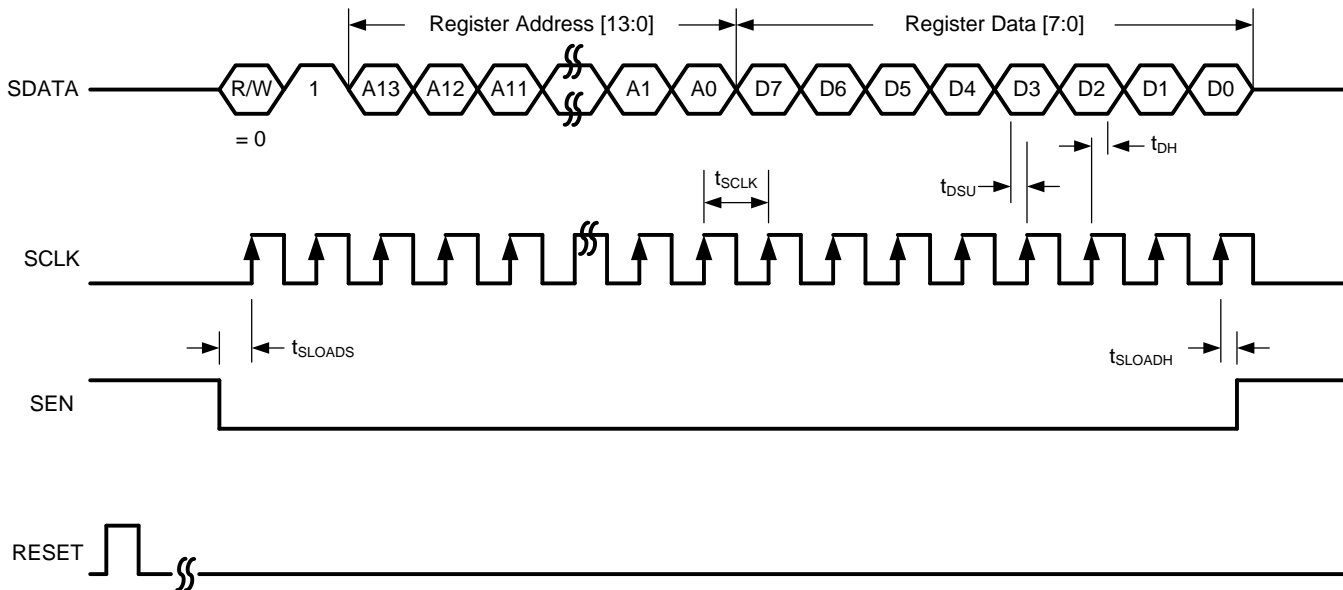 Register Address [13:0] Register Data [7:0]
SDATA R/W 1 A13 A12 A11 A1 A0 D7 D6 D5 D4 D3 D2 D1 D0
= 0
tDH
tSCLK
tDSU
SCLK
tSLOADS
tSLOADH
SEN
RESET